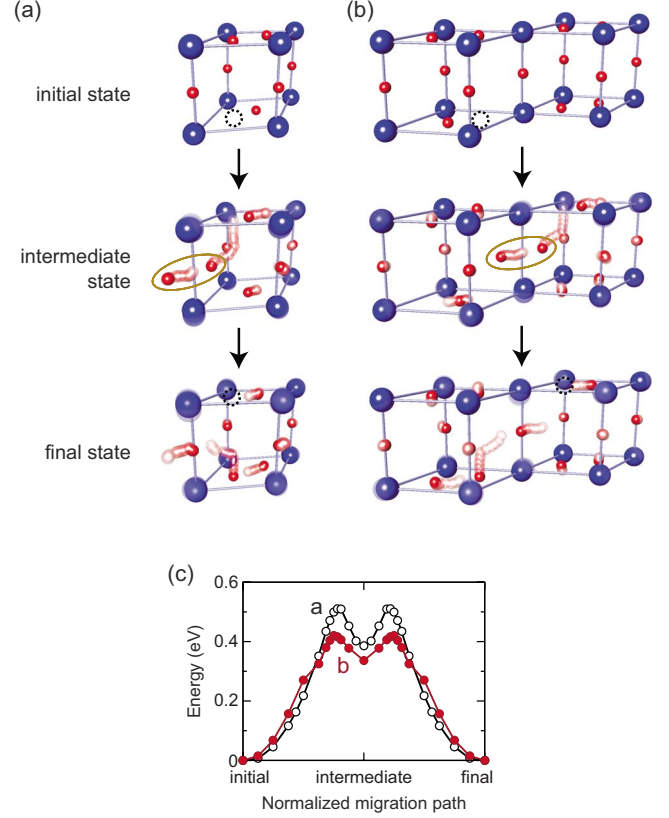 (a)
(b)
initial state
intermediate
state
final state
(c)
0.6
0.4
0.2
0
Energy (eV)
a
b
initial
intermediate
final
Normalized migration path